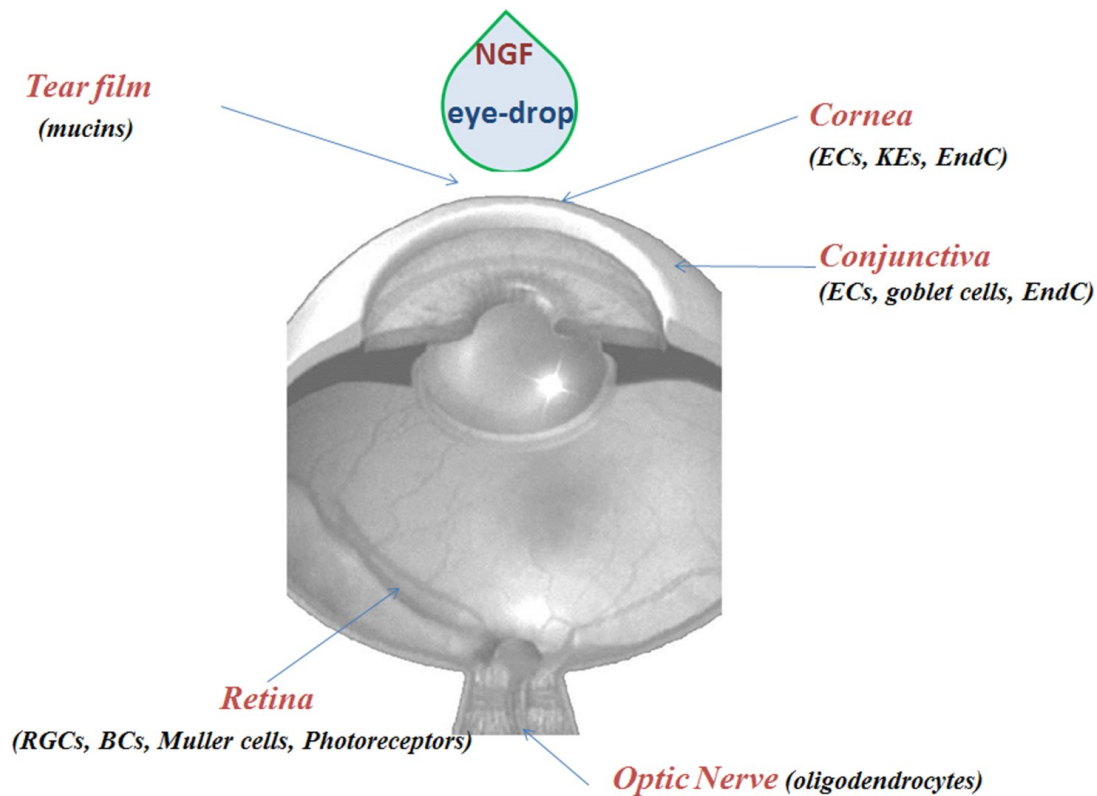 NGF
eye-drop
Tear film
(mucins)
Cornea
(ECs, KEs, EndC)
Conjunctiva
(ECs, goblet cells, EndC)
Retina
(RGCs, BCs, Muller cells, Photoreceptors)
Optic Nerve (oligodendrocytes)